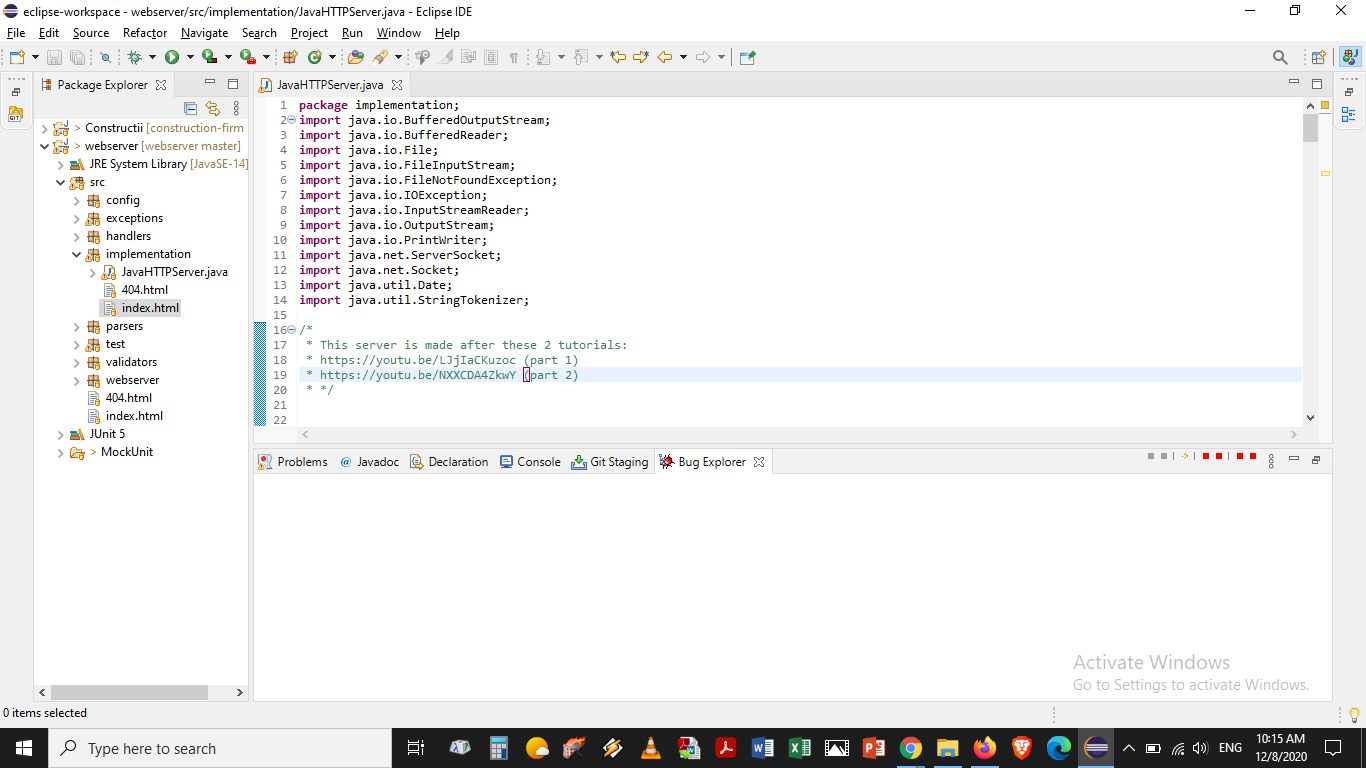 eclipse-workspace - webserver/src/implementation/JavaHTTPServer.java - Eclipse IDE
File Edit Source Refactor Navigate Search Project Run Window Help
Package Explorer
JavaHTTPServer.java
GIT
> Constructii [construction-firm
> webserver [webserver master]
JRE System Library [JavaSE-14]
src
config
exceptions
handlers
implementation
JavaHTTPServer.java
404.html
index.html
parsers
test
validators
webserver
404.html
index.html
JUnit 5
> MockUnit
1 package implementation;
2 import java.io.BufferedOutputStream;
3 import java.io.BufferedReader;
4 import java.io.File;
5 import java.io.FileInputStream;
6 import java.io.FileNotFoundException;
7 import java.io.IOException;
8 import java.io.InputStreamReader;
9 import java.io.OutputStream;
10 import java.io.PrintWriter;
11 import java.net.ServerSocket;
12 import java.net.Socket;
13 import java.util.Date;
14 import java.util.StringTokenizer;
15
16 /*
17 * This server is made after these 2 tutorials:
18 * https://youtu.be/LJjIaCKuzoc (part 1)
19 * https://youtu.be/NXXCDA4ZkwY (part 2)
20 * */
21
22
Problems @ Javadoc Declaration Console Git Staging Bug Explorer
Activate Windows
Go to Settings to activate Windows.
0 items selected
Type here to search
ENG
10:15 AM
12/8/2020